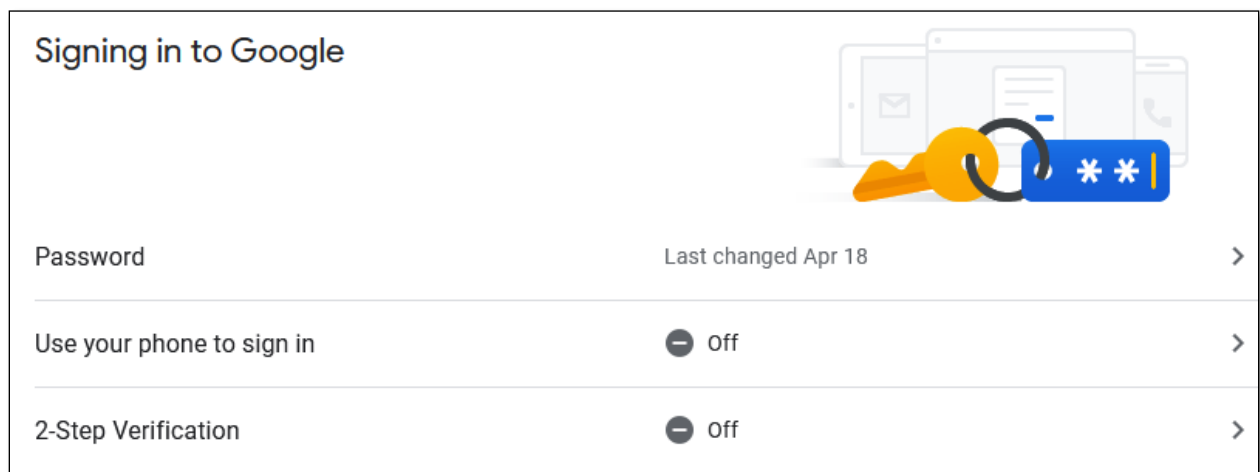 Signing in to Google
* *
Password Last changed Apr 18
Use your phone to sign in Off
2-Step Verification Off